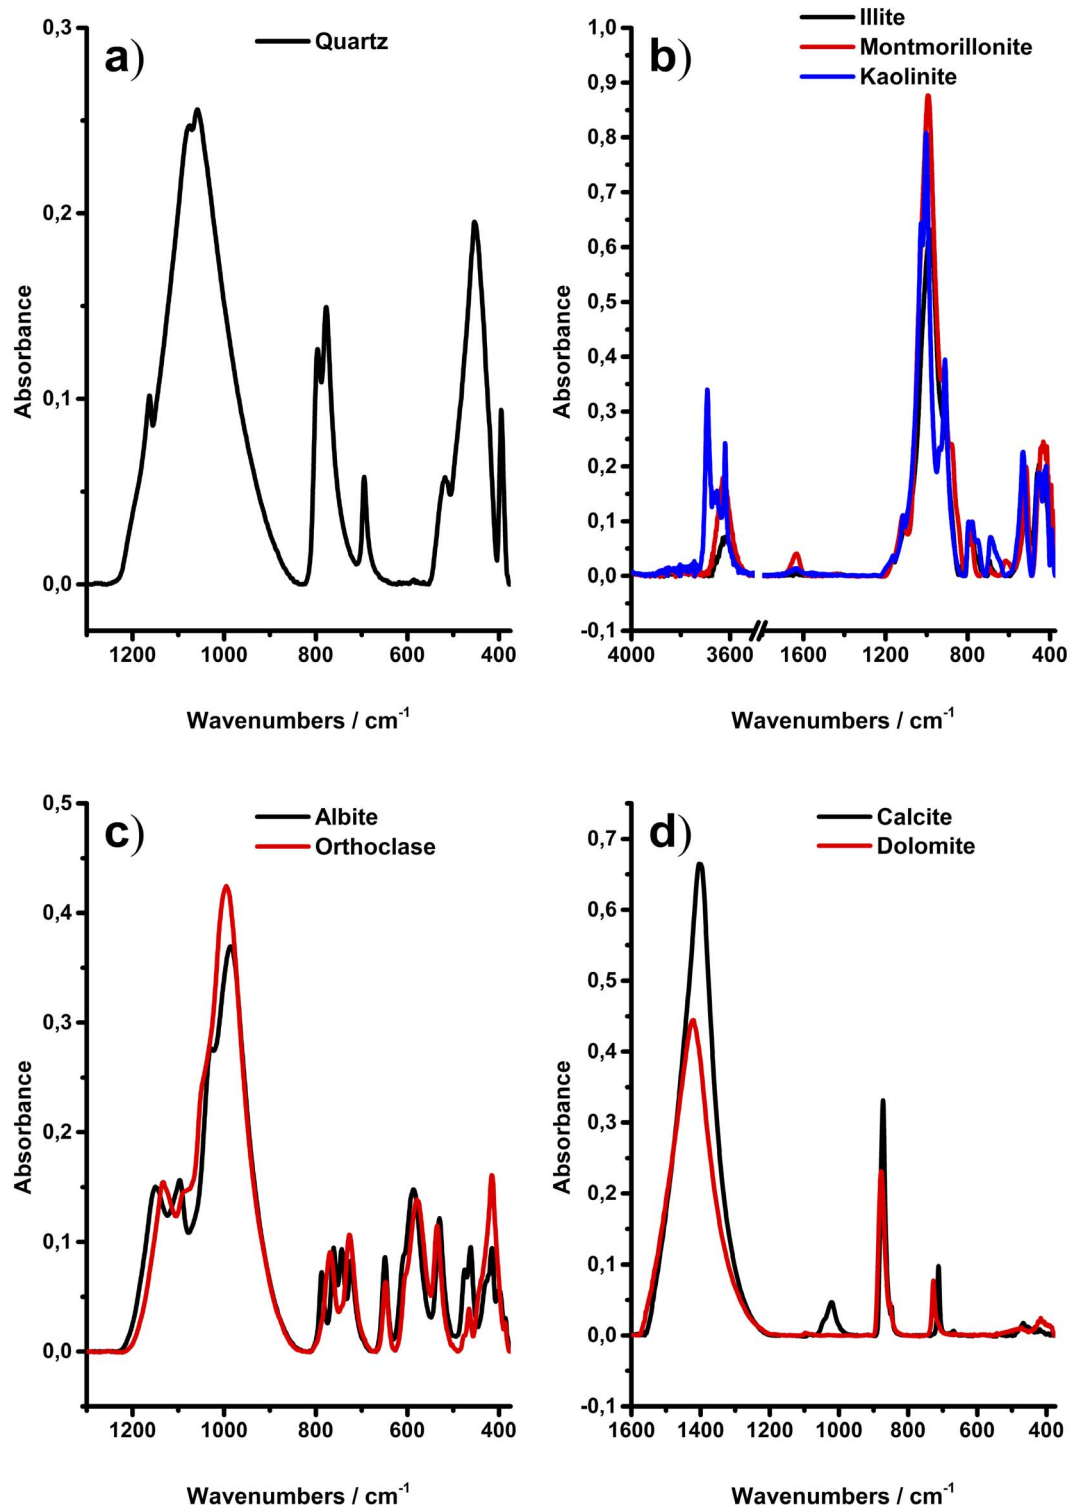 a)
Quartz
0,3
0,2
0,1
0,0
Absorbance
1200 1000 800 600 400
Wavenumbers / cm-1
b)
Illite
Montmorillonite
Kaolinite
1,0
0,9
0,8
0,7
0,6
0,5
0,4
0,3
0,2
0,1
0,0
-0,1
Absorbance
4000 3600 1600 1200 800 400
Wavenumbers / cm-1
c)
Albite
Orthoclase
0,5
0,4
0,3
0,2
0,1
0,0
Absorbance
1200 1000 800 600 400
Wavenumbers / cm-1
d)
Calcite
Dolomite
0,7
0,6
0,5
0,4
0,3
0,2
0,1
0,0
-0,1
Absorbance
1600 1400 1200 1000 800 600 400
Wavenumbers / cm-1